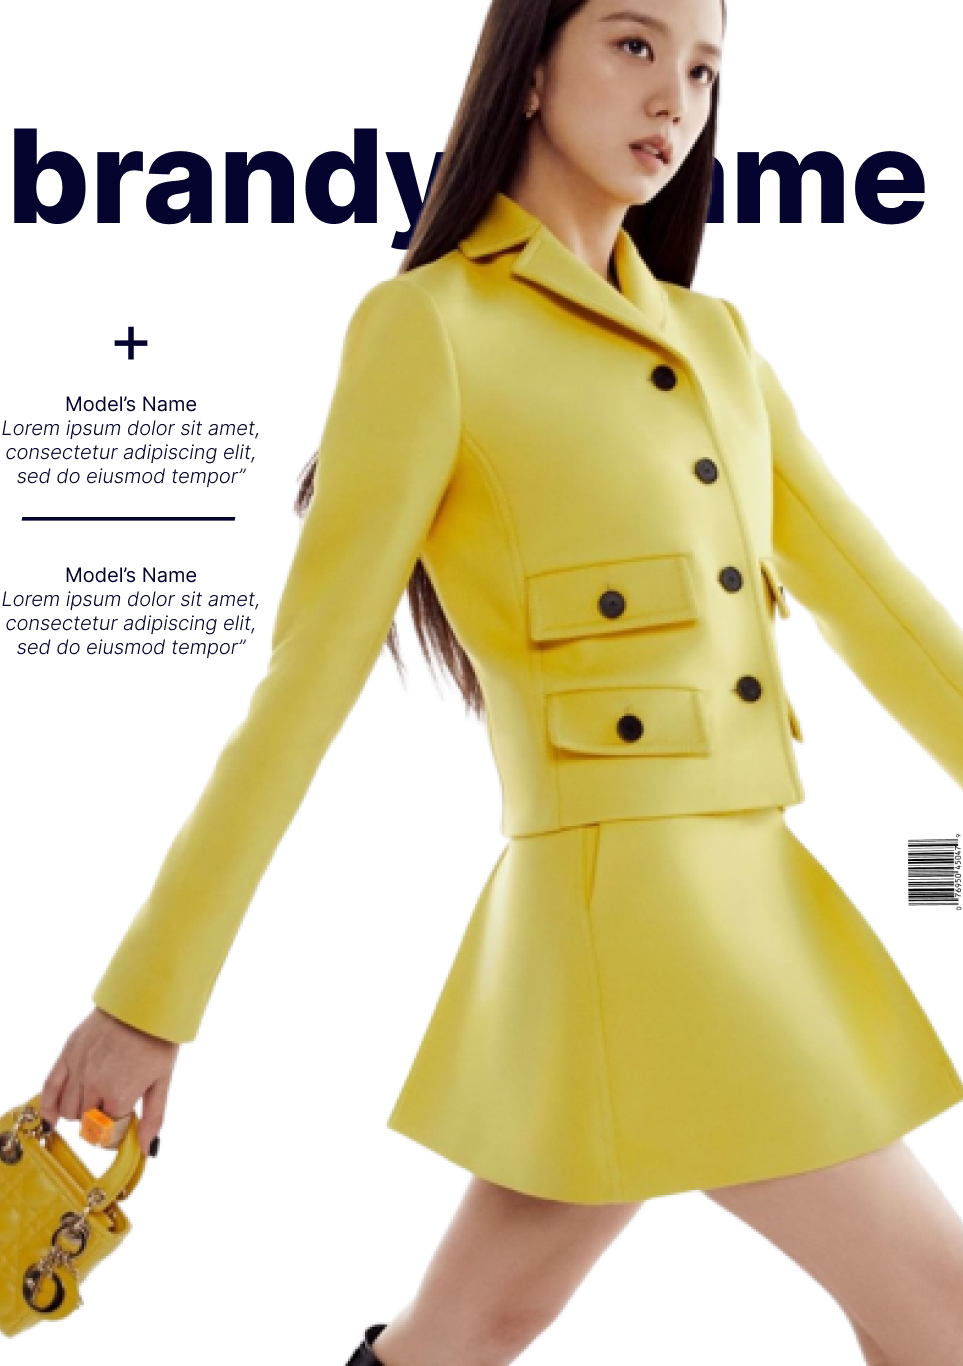 brandy ame
+
Model’s Name
Lorem ipsum dolor sit amet,
consectetur adipiscing elit,
sed do eiusmod tempor”
Model’s Name
Lorem ipsum dolor sit amet,
consectetur adipiscing elit,
sed do eiusmod tempor”
0 76950 45047 9